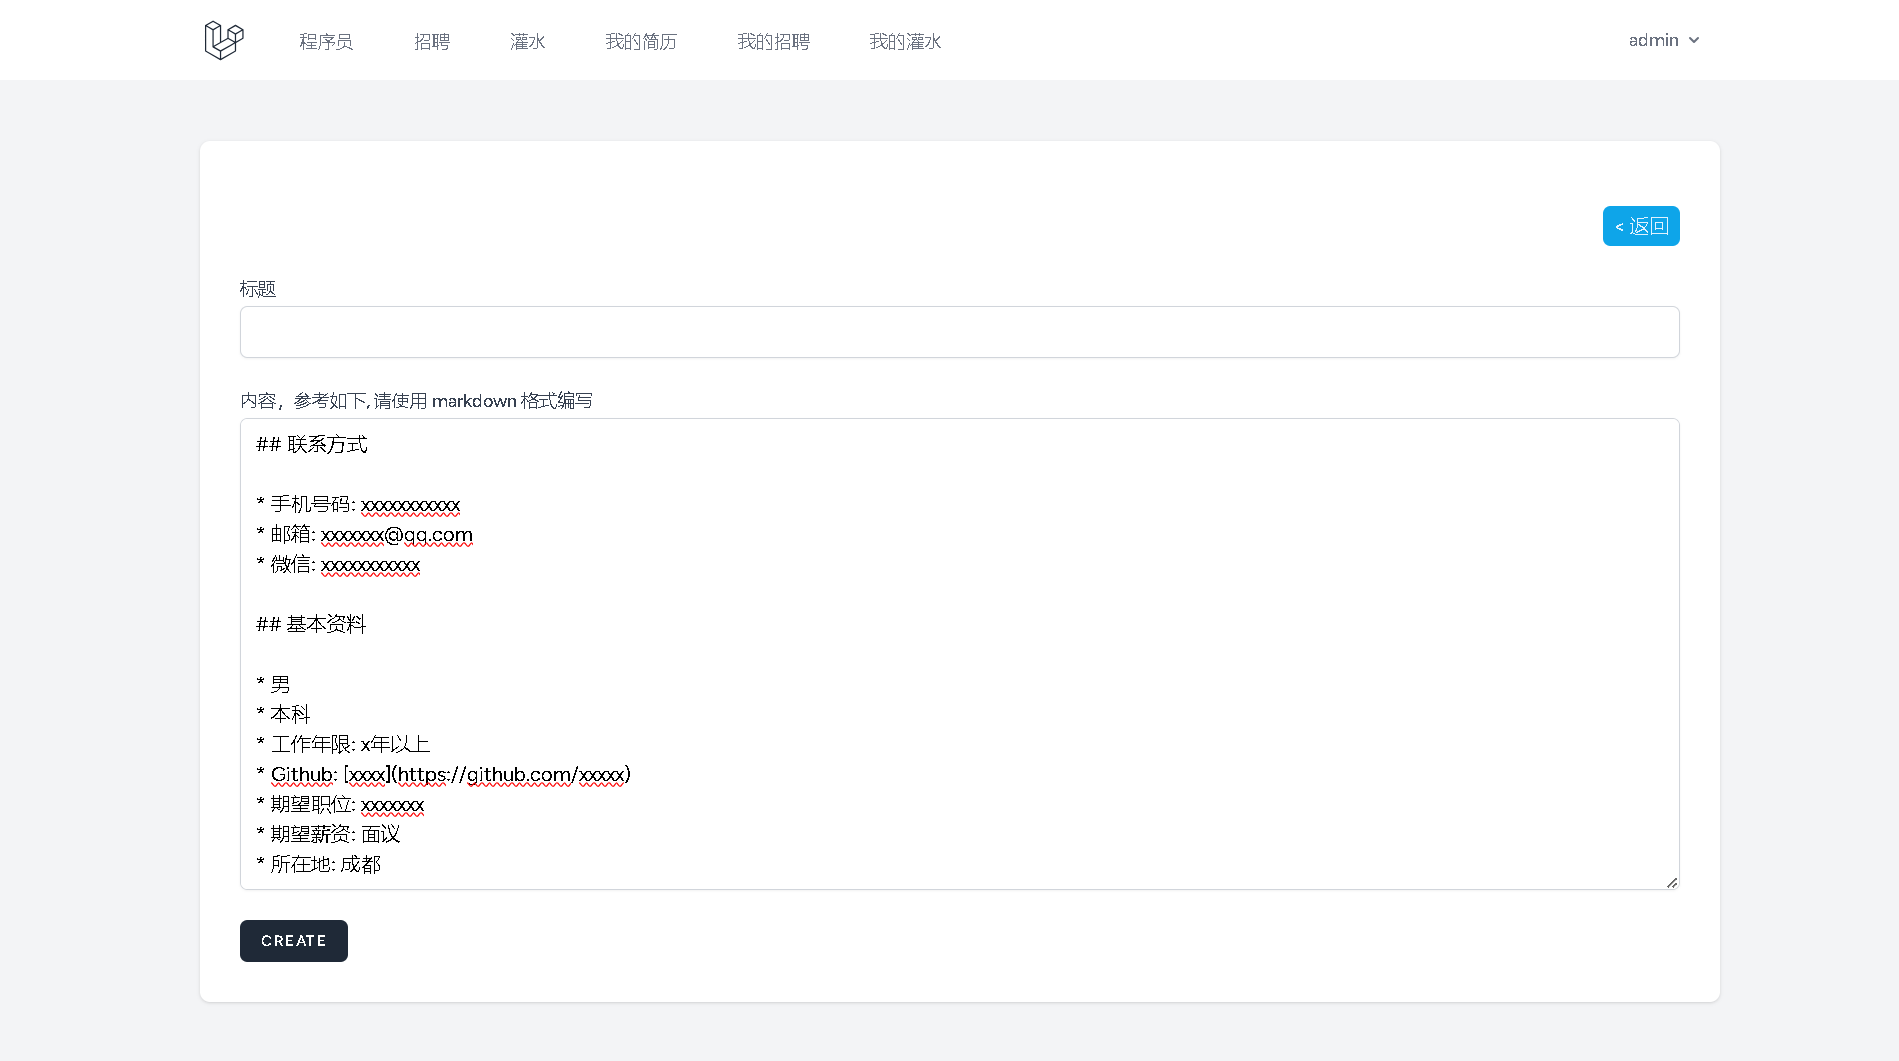 程序员 招聘 灌水 我的简历 我的招聘 我的灌水 admin
< 返回
标题
内容，参考如下, 请使用 markdown 格式编写
## 联系方式
* 手机号码: xxxxxxxxxxx
* 邮箱: xxxxxxx@qq.com
* 微信: xxxxxxxxxxx
## 基本资料
* 男
* 本科
* 工作年限: x年以上
* Github: [xxxx](https://github.com/xxxxx)
* 期望职位: xxxxxxx
* 期望薪资: 面议
* 所在地: 成都
CREATE